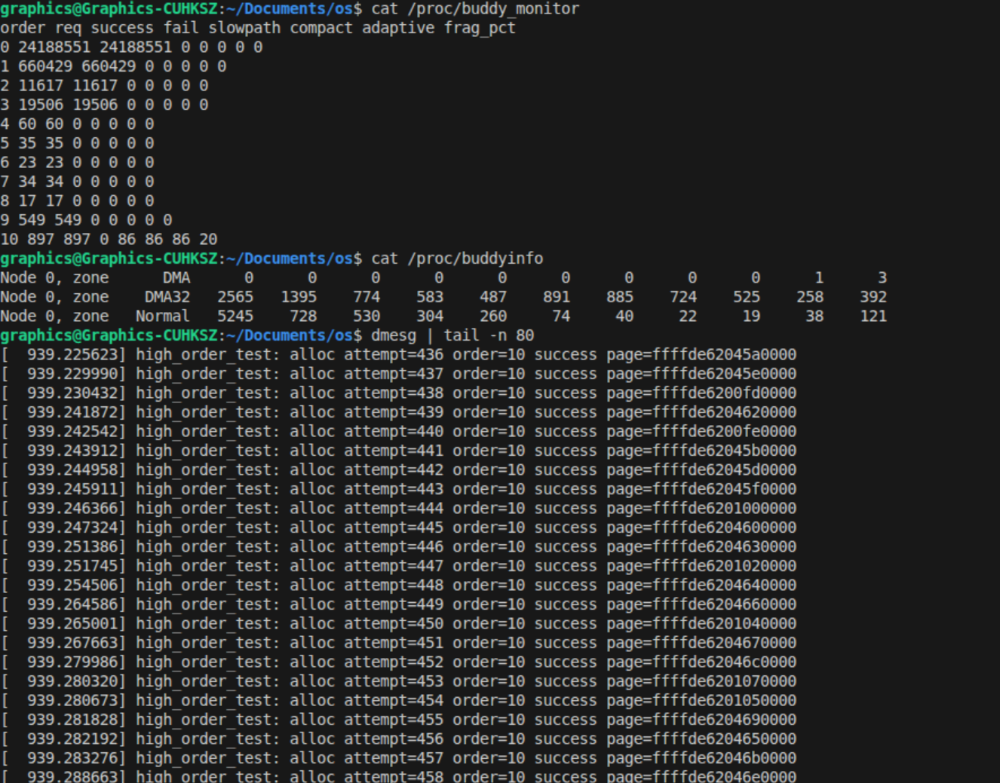 graphics@Graphics-CUHKSZ:~/Documents/os$ cat /proc/buddy_monitor
order req success fail slowpath compact adaptive frag_pct
0 24188551 24188551 0 0 0 0 0
1 660429 660429 0 0 0 0 0
2 11617 11617 0 0 0 0 0
3 19506 19506 0 0 0 0 0
4 60 60 0 0 0 0 0
5 35 35 0 0 0 0 0
6 23 23 0 0 0 0 0
7 34 34 0 0 0 0 0
8 17 17 0 0 0 0 0
9 549 549 0 0 0 0 0
10 897 897 0 86 86 86 20
graphics@Graphics-CUHKSZ:~/Documents/os$ cat /proc/buddyinfo
Node 0, zone      DMA      0      0      0      0      0      0      0      0      0      1      3
Node 0, zone    DMA32   2565   1395    774    583    487    891    885    724    525    258    392
Node 0, zone   Normal   5245    728    530    304    260     74     40     22     19     38    121
graphics@Graphics-CUHKSZ:~/Documents/os$ dmesg | tail -n 80
[  939.225623] high_order_test: alloc attempt=436 order=10 success page=ffffde62045a0000
[  939.229990] high_order_test: alloc attempt=437 order=10 success page=ffffde62045e0000
[  939.230432] high_order_test: alloc attempt=438 order=10 success page=ffffde6200fd0000
[  939.241872] high_order_test: alloc attempt=439 order=10 success page=ffffde6204620000
[  939.242542] high_order_test: alloc attempt=440 order=10 success page=ffffde6200fe0000
[  939.243912] high_order_test: alloc attempt=441 order=10 success page=ffffde62045b0000
[  939.244958] high_order_test: alloc attempt=442 order=10 success page=ffffde62045d0000
[  939.245911] high_order_test: alloc attempt=443 order=10 success page=ffffde62045f0000
[  939.246366] high_order_test: alloc attempt=444 order=10 success page=ffffde6201000000
[  939.247324] high_order_test: alloc attempt=445 order=10 success page=ffffde6204600000
[  939.251386] high_order_test: alloc attempt=446 order=10 success page=ffffde6204630000
[  939.251745] high_order_test: alloc attempt=447 order=10 success page=ffffde6201020000
[  939.254506] high_order_test: alloc attempt=448 order=10 success page=ffffde6204640000
[  939.264586] high_order_test: alloc attempt=449 order=10 success page=ffffde6204660000
[  939.265001] high_order_test: alloc attempt=450 order=10 success page=ffffde6201040000
[  939.267663] high_order_test: alloc attempt=451 order=10 success page=ffffde6204670000
[  939.279986] high_order_test: alloc attempt=452 order=10 success page=ffffde62046c0000
[  939.280320] high_order_test: alloc attempt=453 order=10 success page=ffffde6201070000
[  939.280673] high_order_test: alloc attempt=454 order=10 success page=ffffde6201050000
[  939.281828] high_order_test: alloc attempt=455 order=10 success page=ffffde6204690000
[  939.282192] high_order_test: alloc attempt=456 order=10 success page=ffffde6204650000
[  939.283276] high_order_test: alloc attempt=457 order=10 success page=ffffde62046b0000
[  939.288663] high_order_test: alloc attempt=458 order=10 success page=ffffde62046e0000